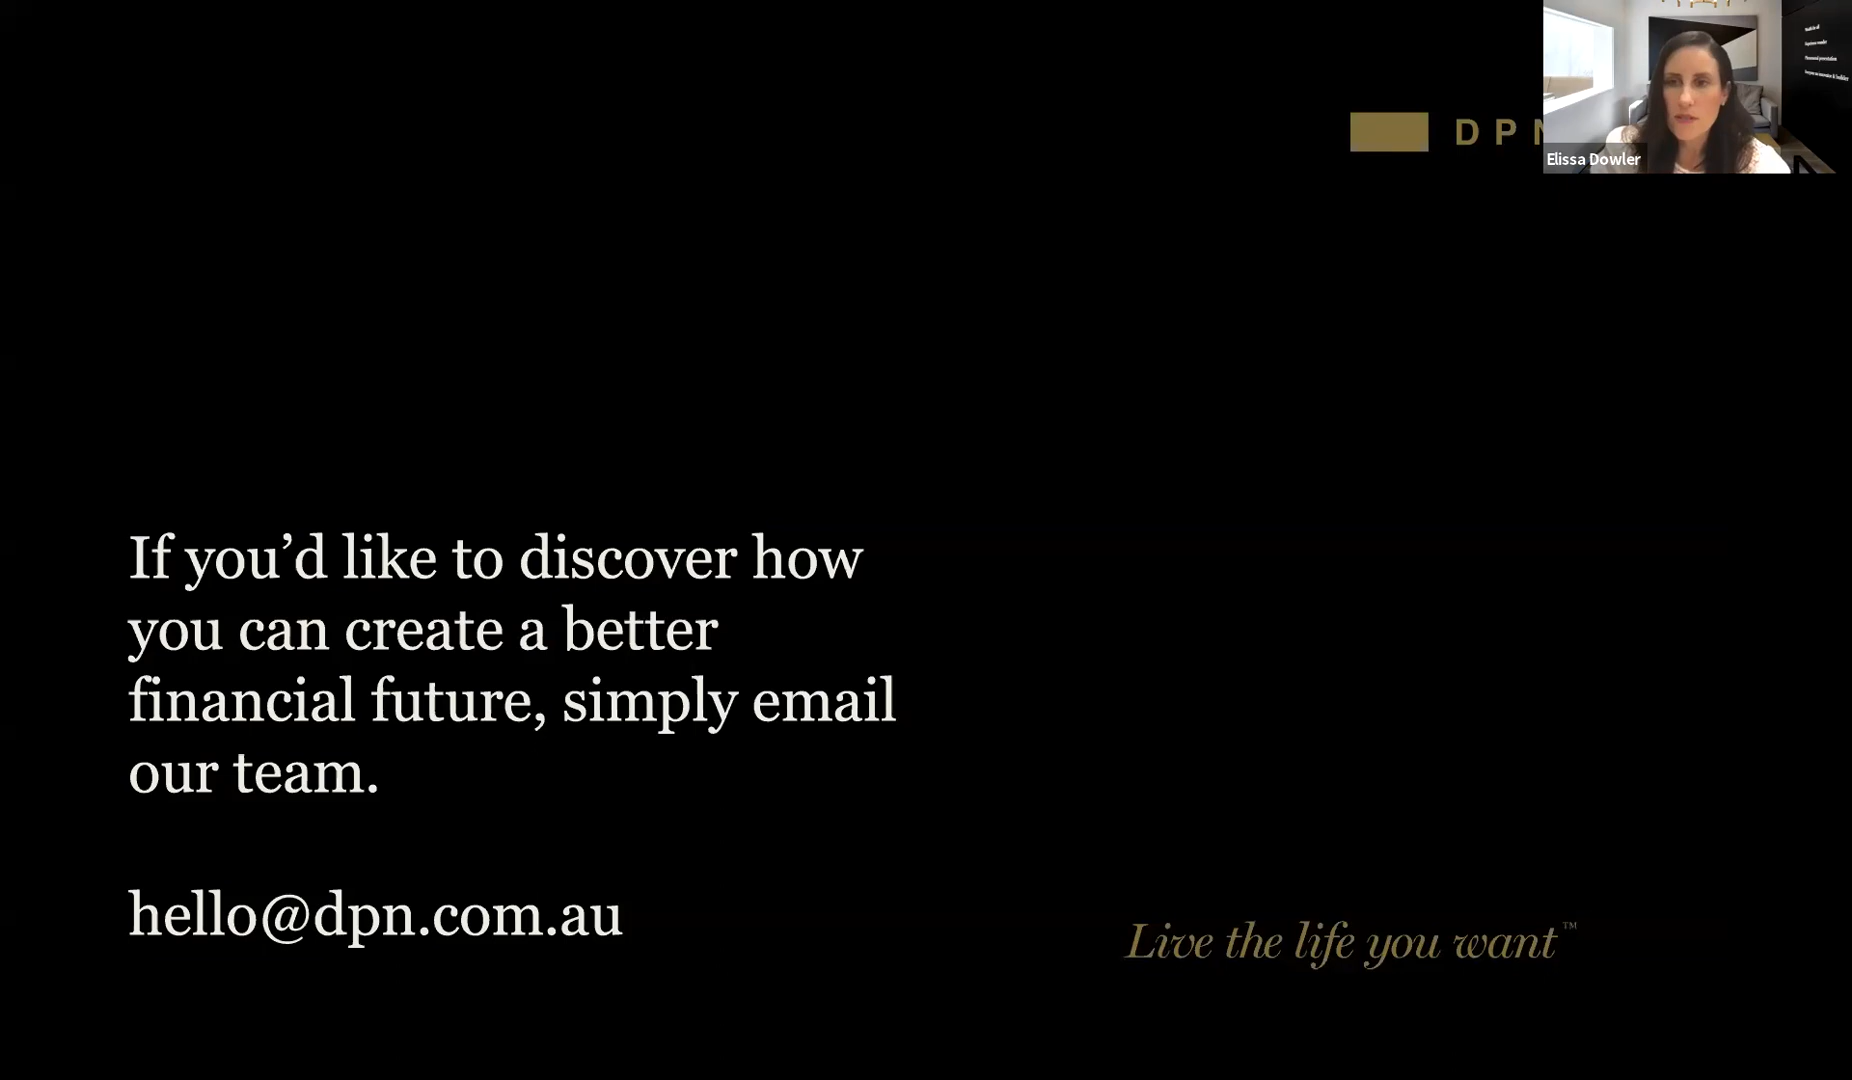 DPN
Elissa Dowler
If you’d like to discover how
you can create a better
financial future, simply email
our team.
hello@dpn.com.au
Live the life you want™